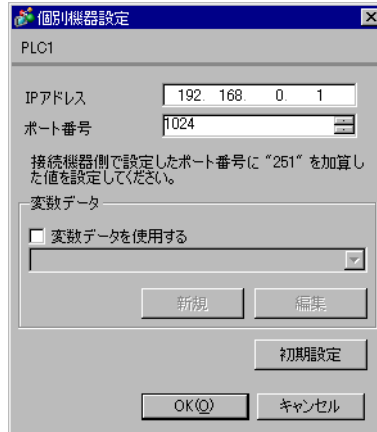 個別機器設定
PLC1
IPアドレス 192. 168. 0. 1
ポート番号 1024
接続機器側で設定したポート番号に "251" を加算し
た値を設定してください。
変数データ
変数データを使用する
新規 編集
初期設定
OK(O) キャンセル